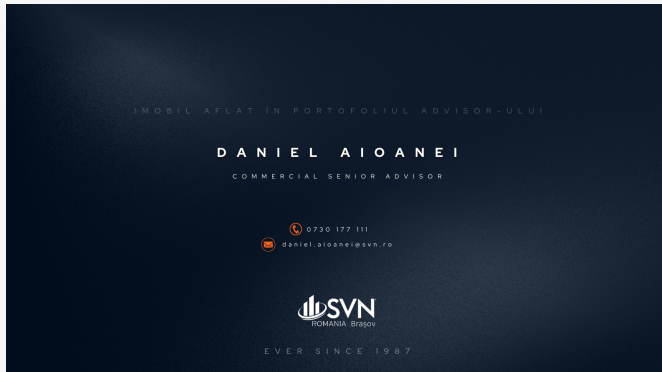 IMOBIL AFLAT ÎN PORTOFOLIUL ADVISOR-ULUI
DANIEL AIOANEI
COMMERCIAL SENIOR ADVISOR
0730 177 111
daniel.aioanei@svn.ro
SVN
ROMANIA Brașov
EVER SINCE 1987